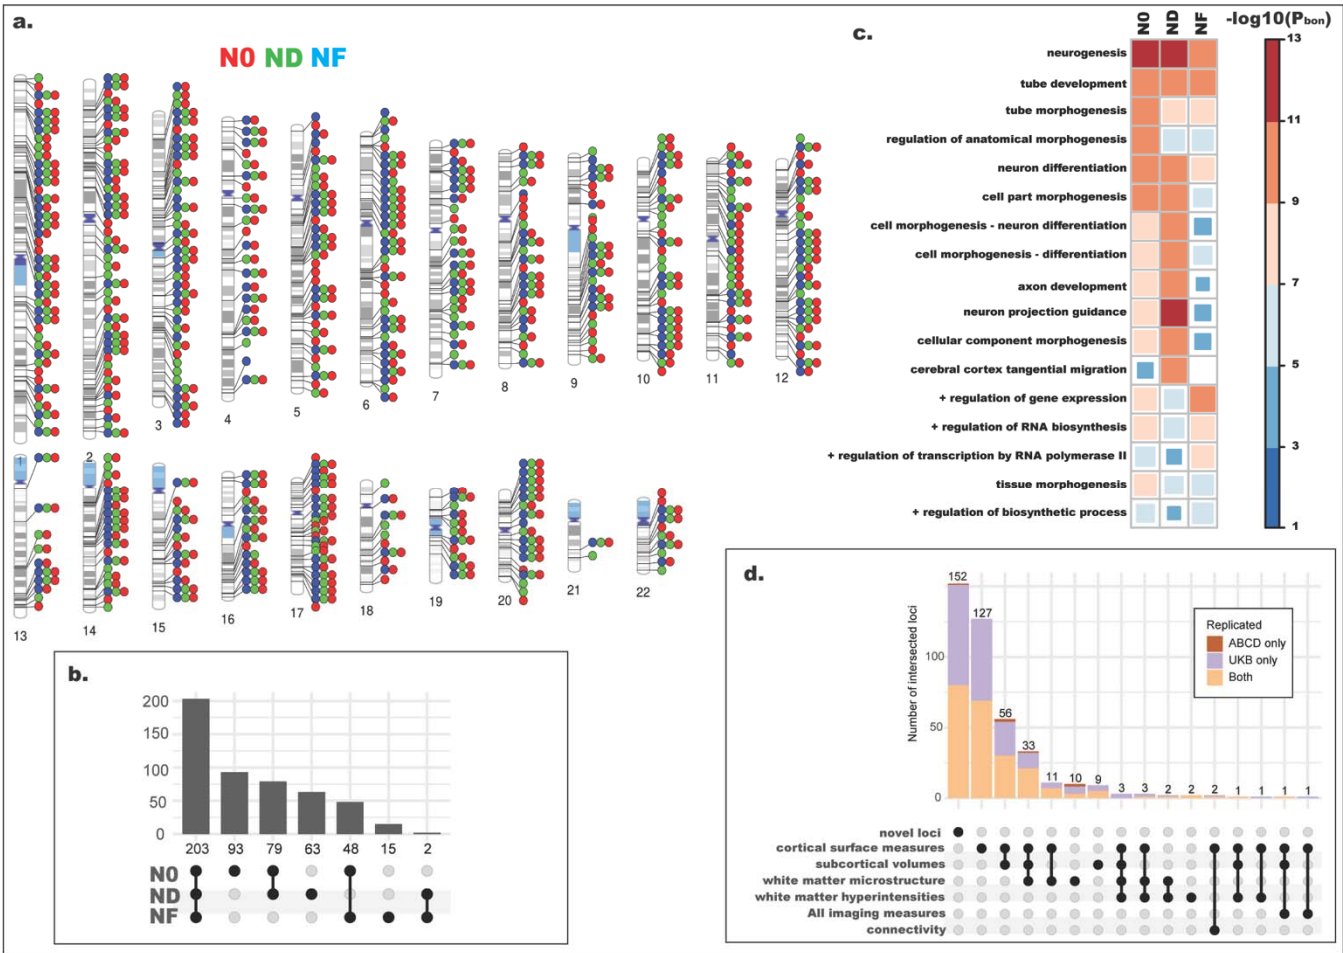 a.
N0 ND NF
1
2
3
4
5
6
7
8
9
10
11
12
13
14
15
16
17
18
19
20
21
22
b.
200
150
100
50
0
203 93 79 63 48 15 2
N0
ND
NF
c.
N0 ND NF
-log10(Pbon)
neurogenesis
tube development
tube morphogenesis
regulation of anatomical morphogenesis
neuron differentiation
cell part morphogenesis
cell morphogenesis - neuron differentiation
cell morphogenesis - differentiation
axon development
neuron projection guidance
cellular component morphogenesis
cerebral cortex tangential migration
+ regulation of gene expression
+ regulation of RNA biosynthesis
+ regulation of transcription by RNA polymerase II
tissue morphogenesis
+ regulation of biosynthetic process
13
11
9
7
5
3
1
d.
152 127 56 33 11 10 9 3 3 2 2 2 1 1 1 1
Number of intersected loci
100
50
0
Replicated
ABCD only
UKB only
Both
novel loci
cortical surface measures
subcortical volumes
white matter microstructure
white matter hyperintensities
All imaging measures
connectivity